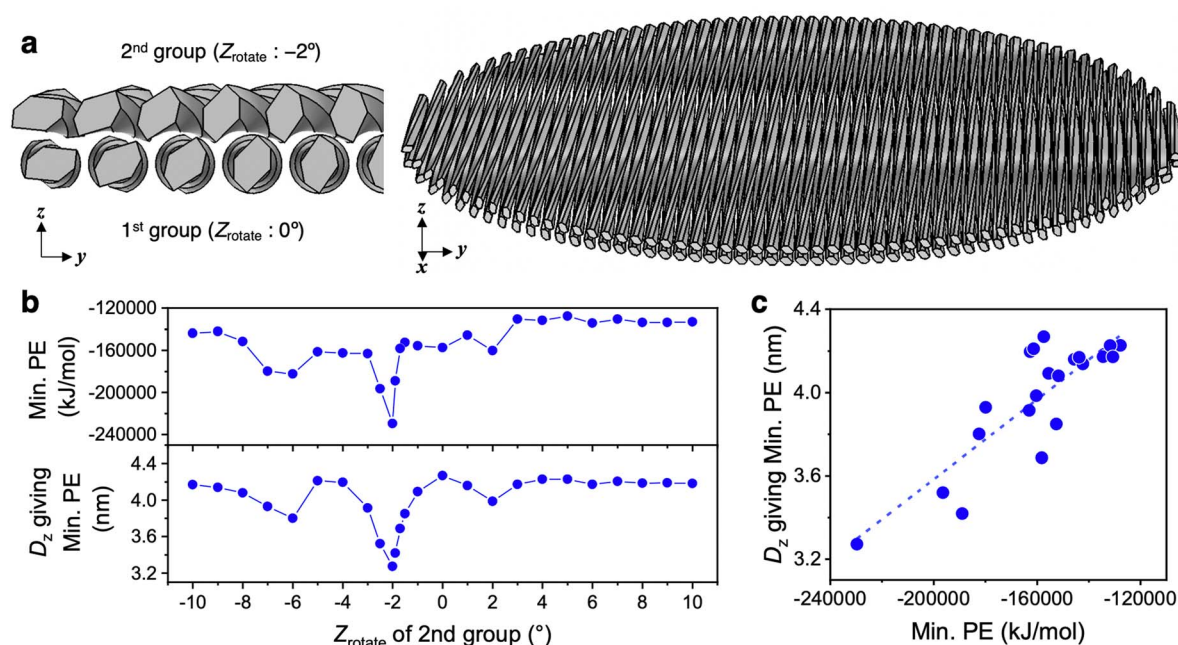 a
2nd group (Zrotate : –2º)
z
y
1st group (Zrotate : 0º)
z
y
x
b
-120000
-160000
-200000
-240000
Min. PE
(kJ/mol)
4.4
4.0
3.6
3.2
Dz giving
Min. PE
(nm)
-10 -8 -6 -4 -2 0 2 4 6 8 10
Zrotate of 2nd group (°)
c
4.4
4.0
3.6
3.2
Dz giving Min. PE (nm)
-240000 -200000 -160000 -120000
Min. PE (kJ/mol)